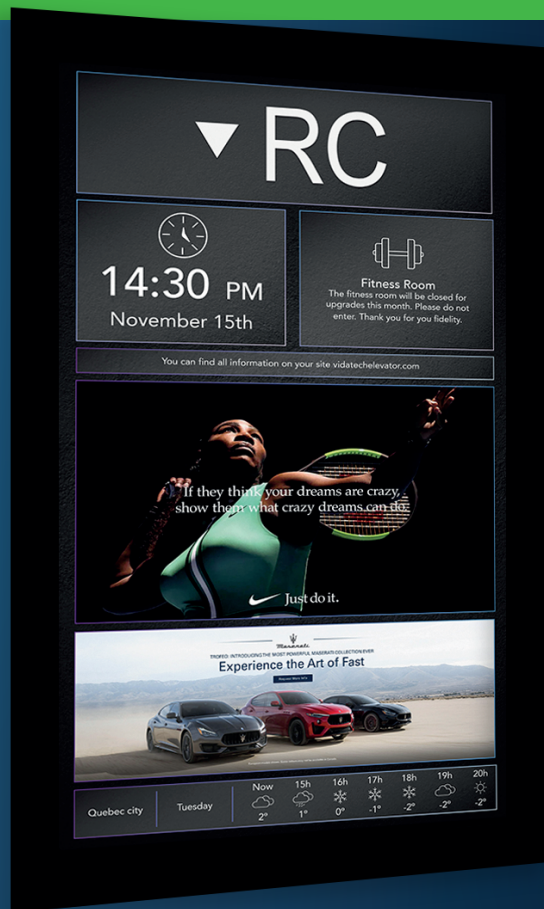 ▼ RC
14:30 PM
November 15th
Fitness Room
The fitness room will be closed for
upgrades this month. Please do not
enter. Thank you for you fidelity.
You can find all information on your site vidatechelevator.com
If they think your dreams are crazy,
show them what crazy dreams can do.
Just do it.
Maserati
TROFEO: INTRODUCING THE MOST POWERFUL MASERATI COLLECTION EVER
Experience the Art of Fast
Quebec city
Tuesday
Now 15h 16h 17h 18h 19h 20h
2° 1° 0° -1° -2° -2° -2°